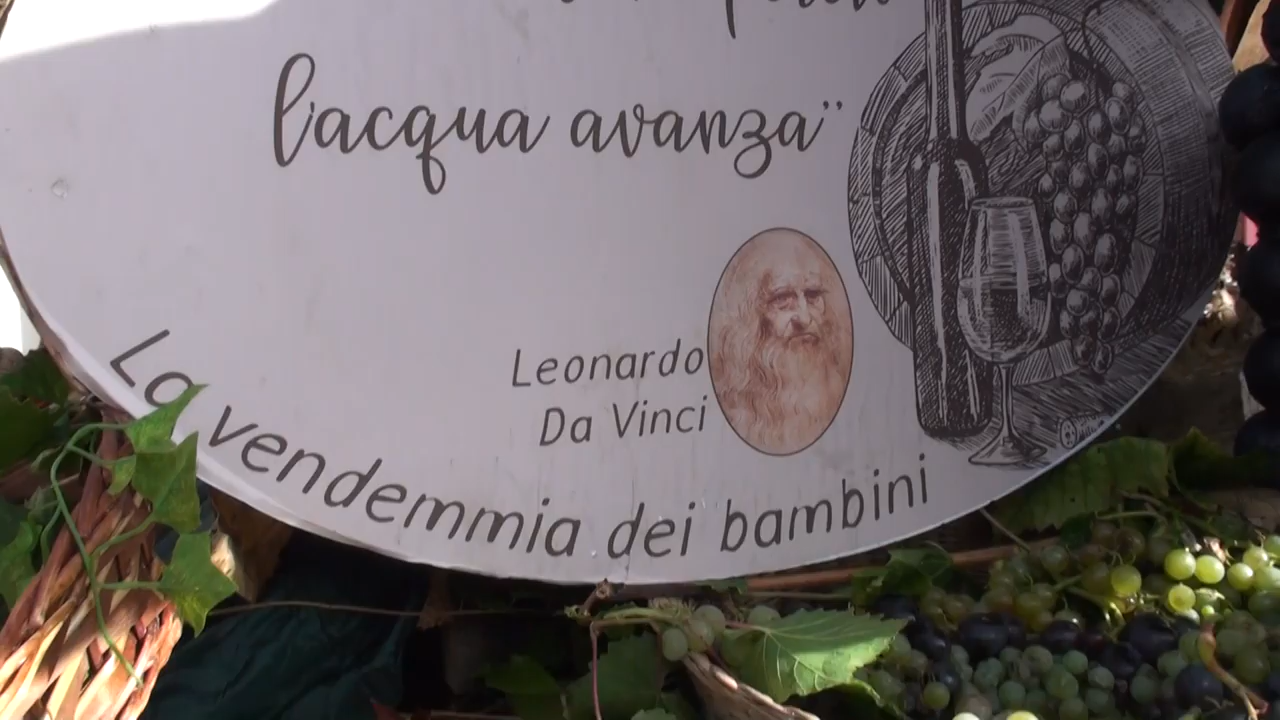 l'acqua avanza"
Leonardo
Da Vinci
La vendemmia dei bambini